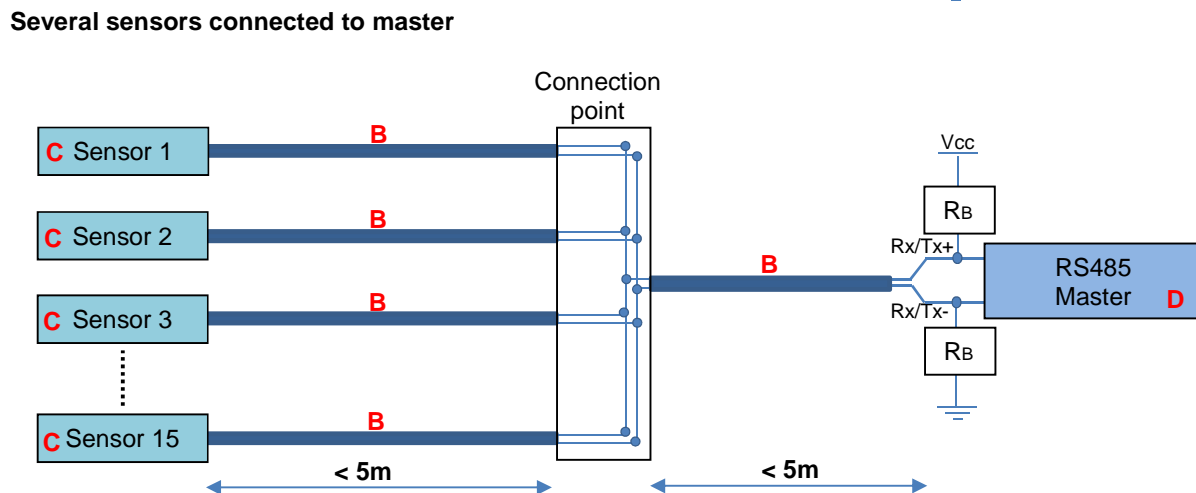 Several sensors connected to master
Connection
point
B
C Sensor 1
Vcc
RB
B
C Sensor 2
Rx/Tx+
B
RS485
Master D
B
C Sensor 3
Rx/Tx-
RB
B
C Sensor 15
< 5m
< 5m